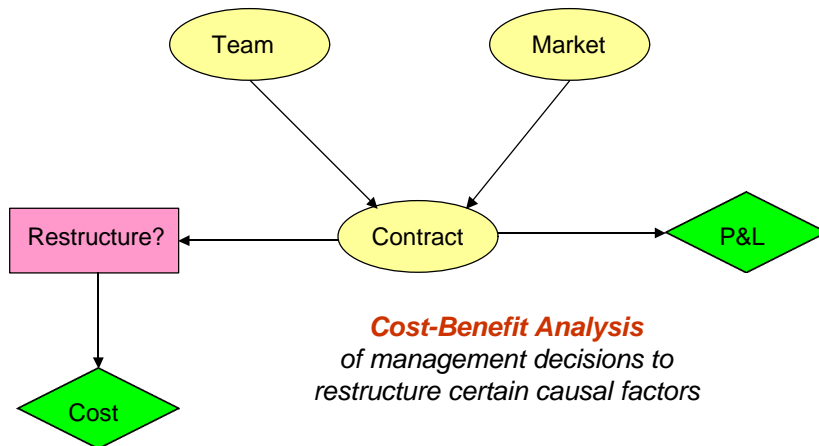 Team
Market
Restructure?
Contract
P&L
Cost-Benefit Analysis
of management decisions to
restructure certain causal factors
Cost